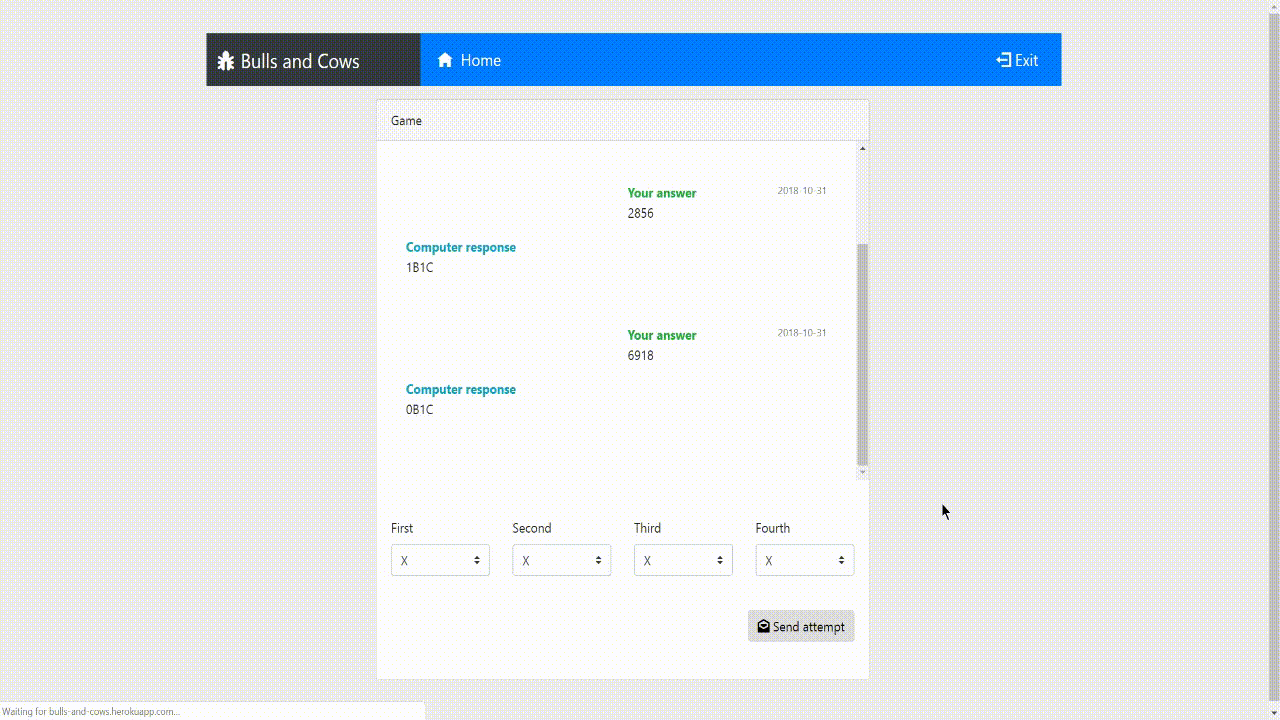 Bulls and Cows
Home
Exit
Game
Your answer
2018-10-31
2856
Computer response
1B1C
Your answer
2018-10-31
6918
Computer response
0B1C
First
Second
Third
Fourth
X
X
X
X
Send attempt
Waiting for bulls-and-cows.herokuapp.com...